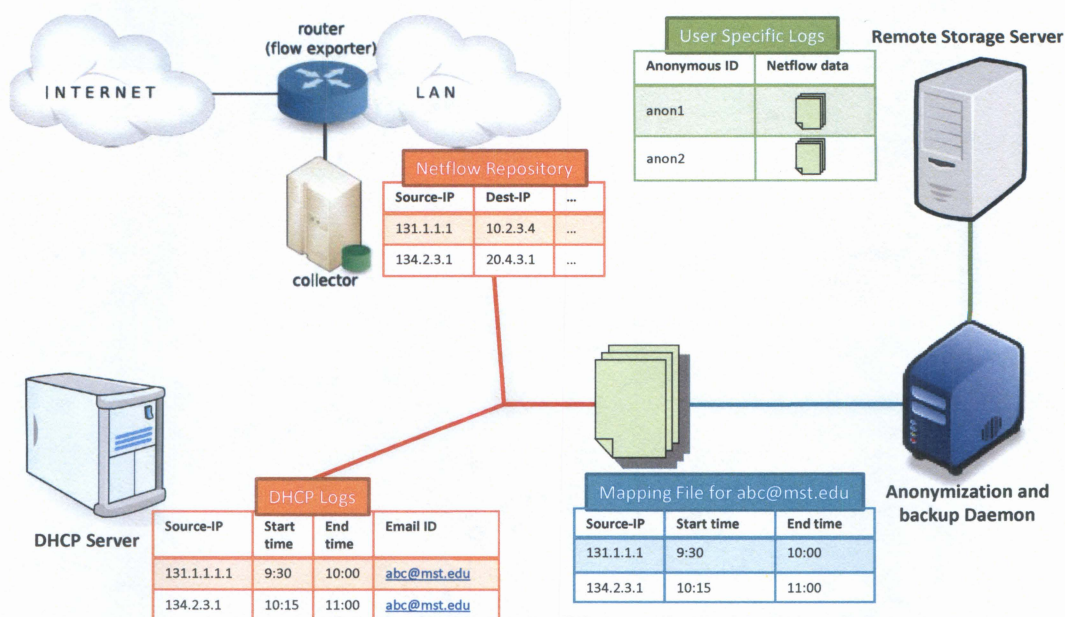 router
(flow exporter)
INTERNET
LAN
collector
Netflow Repository
Source-IP Dest-IP ...
131.1.1.1 10.2.3.4 ...
134.2.3.1 20.4.3.1 ...
User Specific Logs
Anonymous ID Netflow data
anon1
anon2
Remote Storage Server
DHCP Server
DHCP Logs
Source-IP Start time End time Email ID
131.1.1.1.1 9:30 10:00 abc@mst.edu
134.2.3.1 10:15 11:00 abc@mst.edu
Mapping File for abc@mst.edu
Source-IP Start time End time
131.1.1.1 9:30 10:00
134.2.3.1 10:15 11:00
Anonymization and
backup Daemon